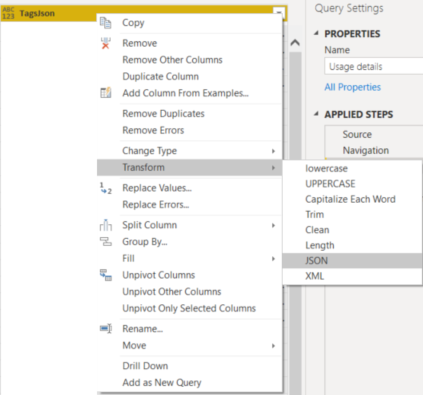 ABC
123 TagsJson
Copy
Remove
Remove Other Columns
Duplicate Column
Add Column From Examples...
Remove Duplicates
Remove Errors
Change Type
Transform
1
2 Replace Values...
Replace Errors...
Split Column
Group By...
Fill
Unpivot Columns
Unpivot Other Columns
Unpivot Only Selected Columns
Rename...
Move
Drill Down
Add as New Query
lowercase
UPPERCASE
Capitalize Each Word
Trim
Clean
Length
JSON
XML
Query Settings
PROPERTIES
Name
Usage details
All Properties
APPLIED STEPS
Source
Navigation